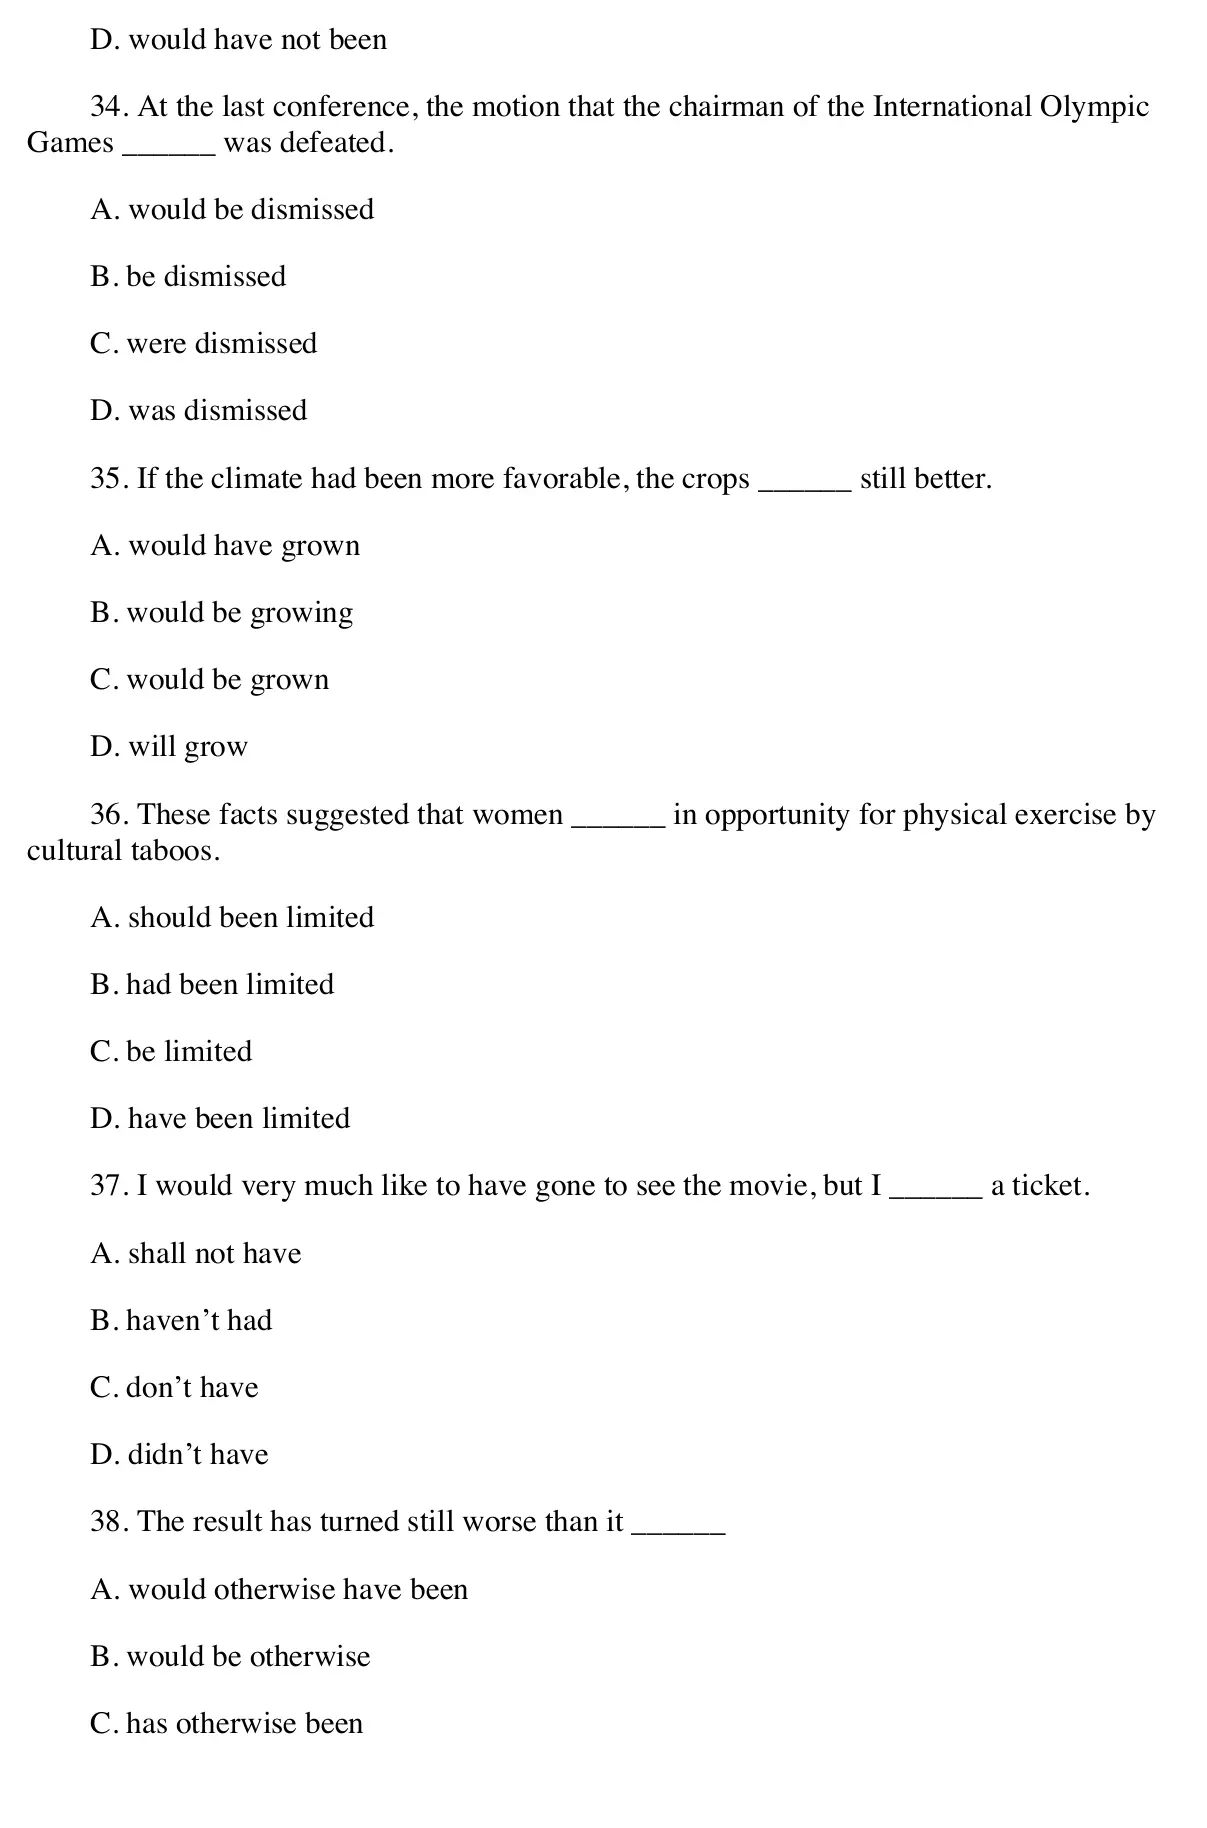 D. would have not been
34. At the last conference, the motion that the chairman of the International Olympic
Games ______ was defeated.
A. would be dismissed
B. be dismissed
C. were dismissed
D. was dismissed
35. If the climate had been more favorable, the crops ______ still better.
A. would have grown
B. would be growing
C. would be grown
D. will grow
36. These facts suggested that women ______ in opportunity for physical exercise by
cultural taboos.
A. should been limited
B. had been limited
C. be limited
D. have been limited
37. I would very much like to have gone to see the movie, but I ______ a ticket.
A. shall not have
B. haven’t had
C. don’t have
D. didn’t have
38. The result has turned still worse than it ______
A. would otherwise have been
B. would be otherwise
C. has otherwise been